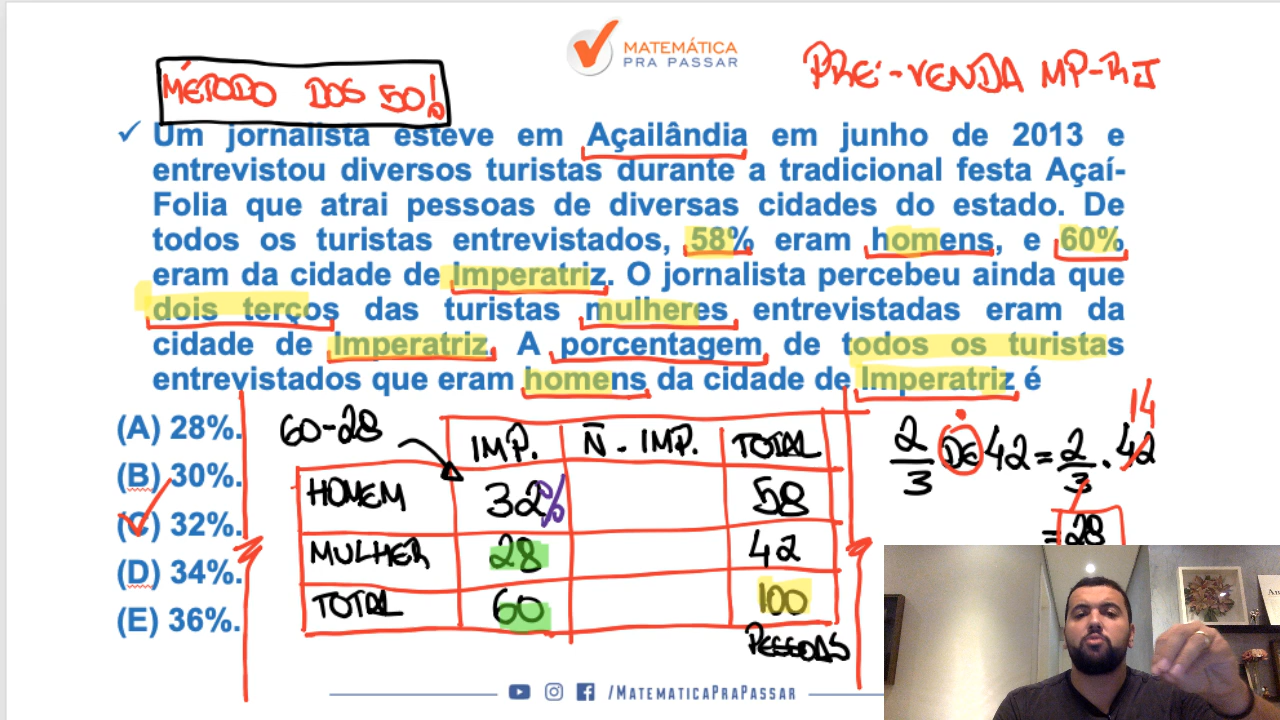 MATEMÁTICA
PRA PASSAR
PRÉ-VENDA MP-RJ
MÉTODO DOS 50!
✓ Um jornalista esteve em Açailândia em junho de 2013 e
entrevistou diversos turistas durante a tradicional festa Açaí-
Folia que atrai pessoas de diversas cidades do estado. De
todos os turistas entrevistados, 58% eram homens, e 60%
eram da cidade de Imperatriz. O jornalista percebeu ainda que
dois terços das turistas mulheres entrevistadas eram da
cidade de Imperatriz. A porcentagem de todos os turistas
entrevistados que eram homens da cidade de Imperatriz é
(A) 28%.
(B) 30%.
(C) 32%.
(D) 34%.
(E) 36%.
60-28
IMP. Ñ-IMP. TOTAL
HOMEM 32% 58
MULHER 28 42
TOTAL 60 100
PESSOAS
14
2/3 DE 42 = 2/3 . 42
= 28
/MATEMATICAPRAPASSAR